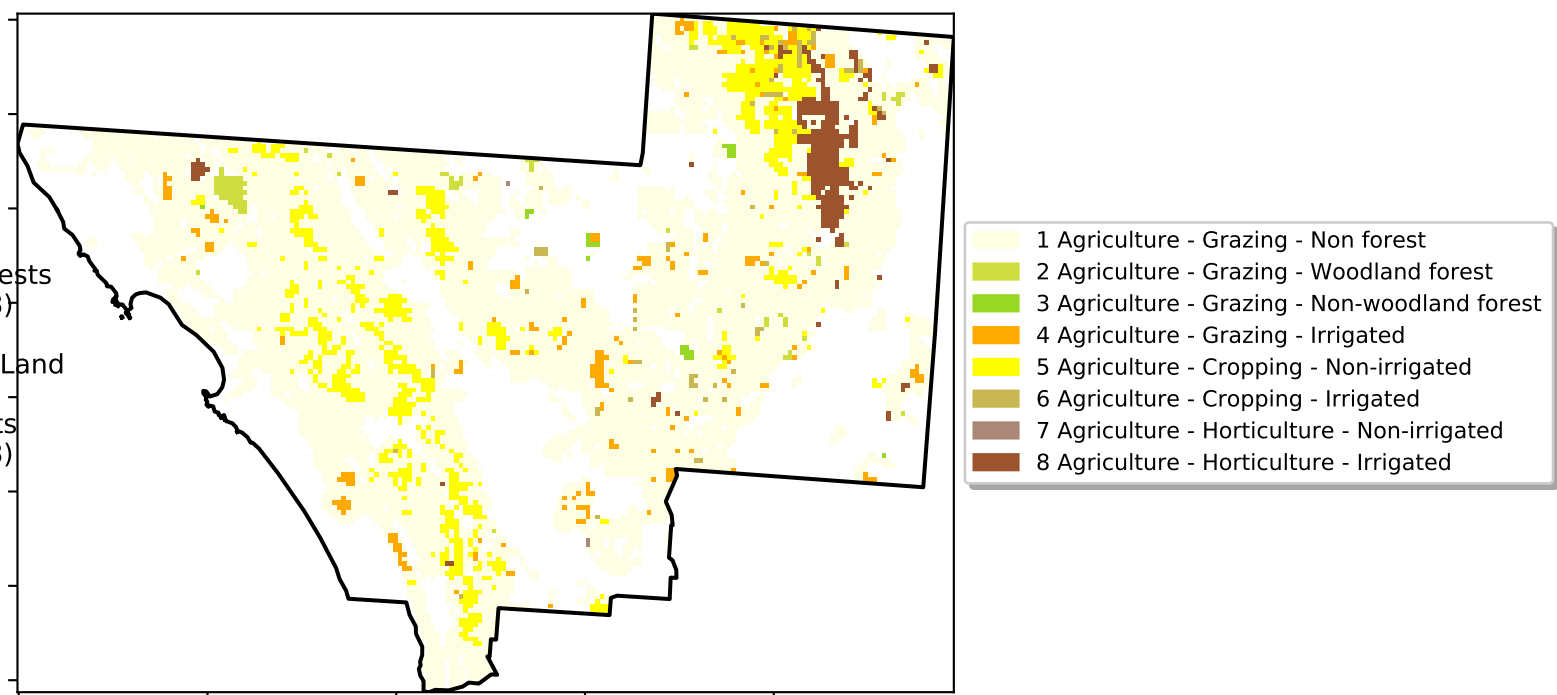 ests
3)
Land
ts
3)
1 Agriculture - Grazing - Non forest
2 Agriculture - Grazing - Woodland forest
3 Agriculture - Grazing - Non-woodland forest
4 Agriculture - Grazing - Irrigated
5 Agriculture - Cropping - Non-irrigated
6 Agriculture - Cropping - Irrigated
7 Agriculture - Horticulture - Non-irrigated
8 Agriculture - Horticulture - Irrigated